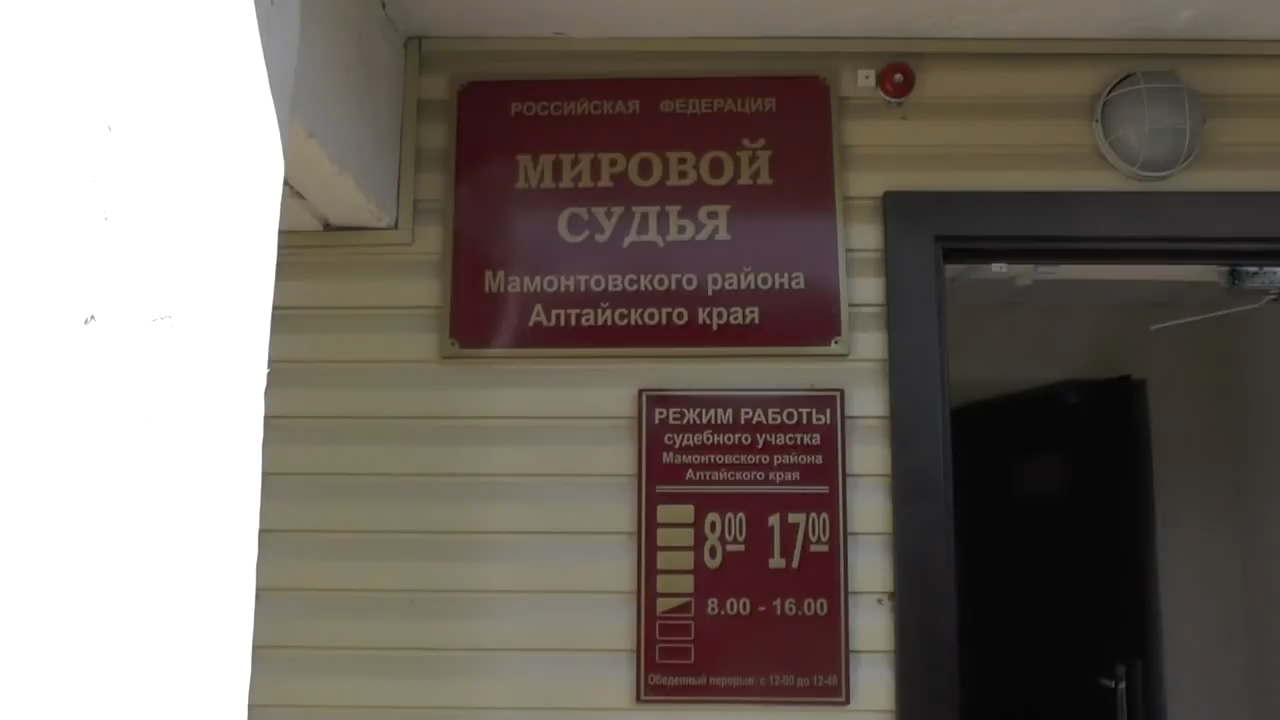 РОССИЙСКАЯ ФЕДЕРАЦИЯ
МИРОВОЙ
СУДЬЯ
Мамонтовского района
Алтайского края
РЕЖИМ РАБОТЫ
судебного участка
Мамонтовского района
Алтайского края
8⁰⁰ 17⁰⁰
8.00 - 16.00
Обеденный перерыв: с 12-00 до 12-48